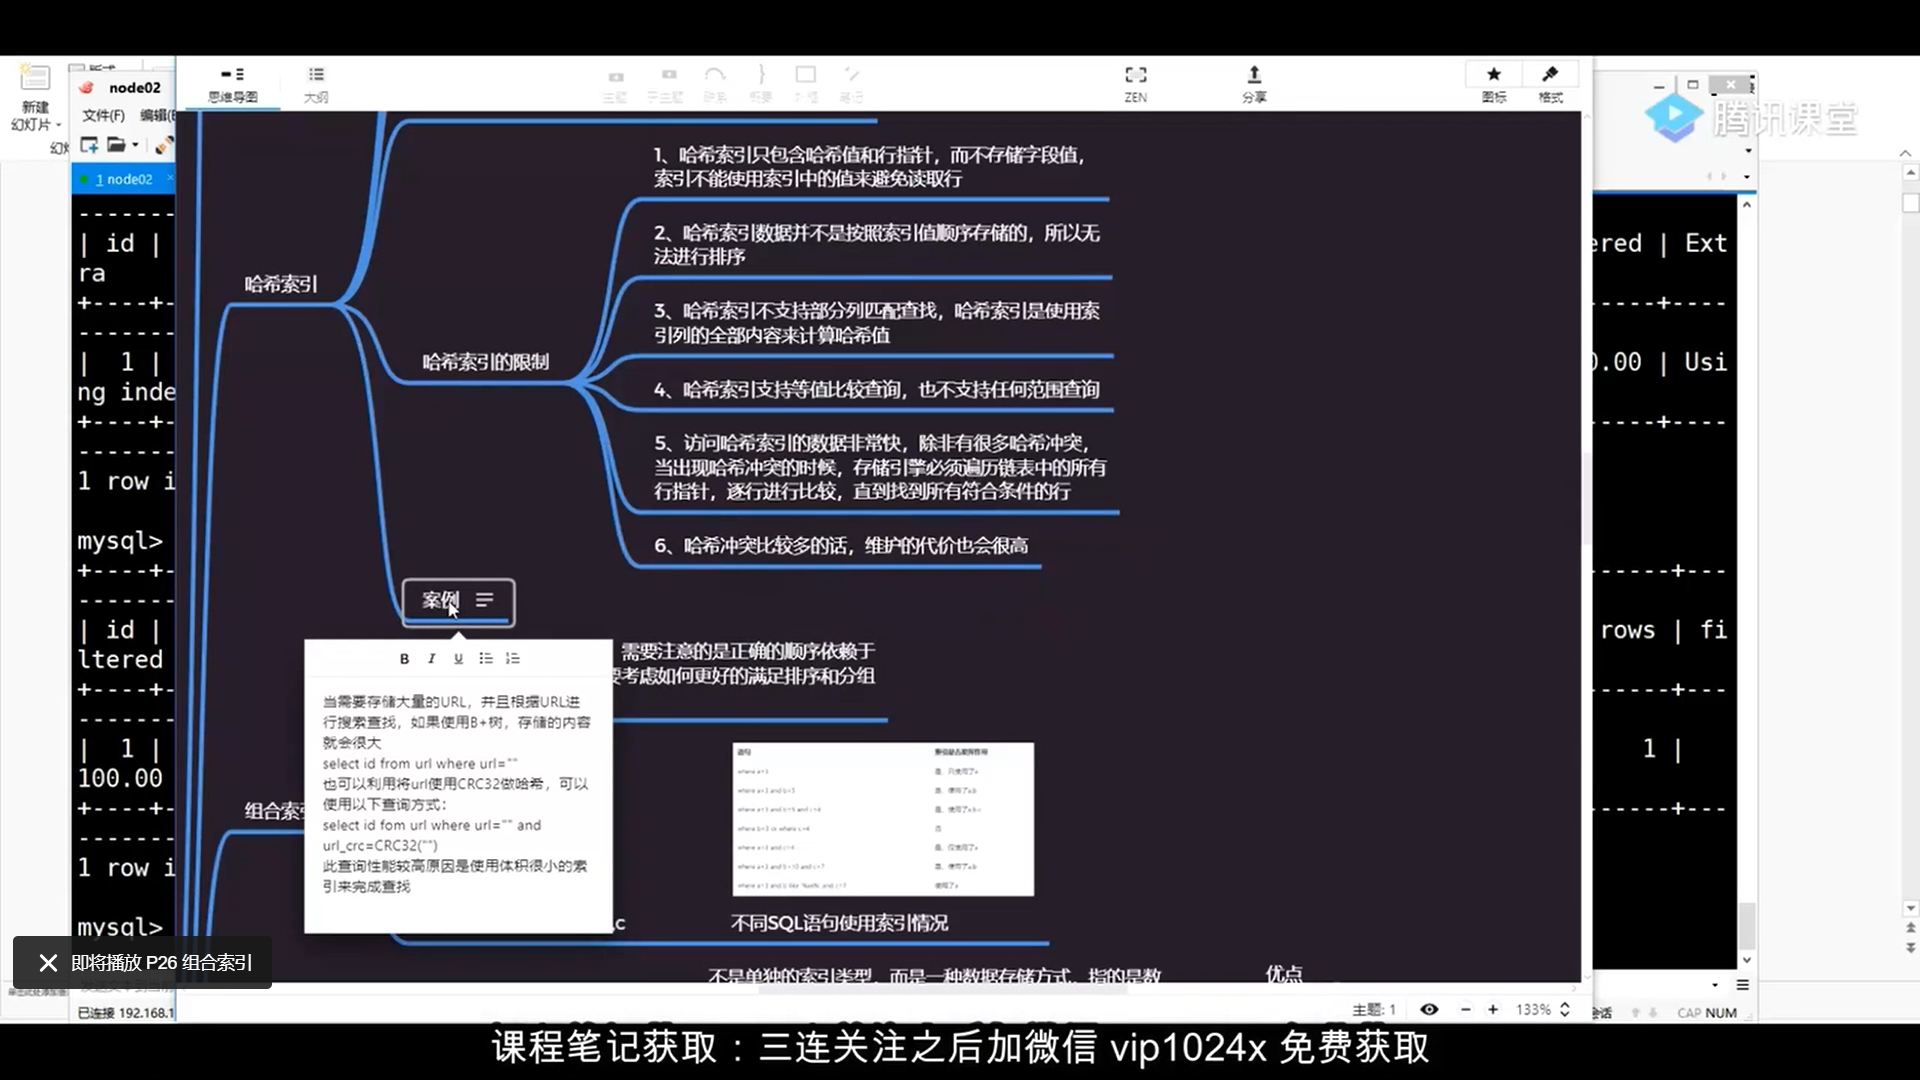 思维导图
大纲
ZEN
分享
图标
格式
新建
幻灯片
node02
文件(F)
1 node02
腾讯课堂
1、哈希索引只包含哈希值和行指针，而不存储字段值，
索引不能使用索引中的值来避免读取行
2、哈希索引数据并不是按照索引值顺序存储的，所以无
法进行排序
3、哈希索引不支持部分列匹配查找，哈希索引是使用索
引列的全部内容来计算哈希值
4、哈希索引支持等值比较查询，也不支持任何范围查询
5、访问哈希索引的数据非常快，除非有很多哈希冲突，
当出现哈希冲突的时候，存储引擎必须遍历链表中的所有
行指针，逐行进行比较，直到找到所有符合条件的行
6、哈希冲突比较多的话，维护的代价也会很高
哈希索引
哈希索引的限制
案例
需要注意的是正确的顺序依赖于
要考虑如何更好的满足排序和分组
B I U
当需要存储大量的URL，并且根据URL进
行搜索查找，如果使用B+树，存储的内容
就会很大
select id from url where url=""
也可以利用将url使用CRC32做哈希，可以
使用以下查询方式：
select id fom url where url="" and
url_crc=CRC32("")
此查询性能较高原因是使用体积很小的索
引来完成查找
组合索
不同SQL语句使用索引情况
不是单独的索引类型，而是一种数据存储方式，指的是数
优点
| id |
ra
| 1 |
ng inde
1 row i
mysql>
| id |
ltered
| 1 |
100.00
1 row i
mysql>
ered | Ext
0.00 | Usi
rows | fi
1 |
即将播放 P26 组合索引
已连接 192.168.1
主题: 1
133%
CAP NUM
课程笔记获取：三连关注之后加微信 vip1024x 免费获取